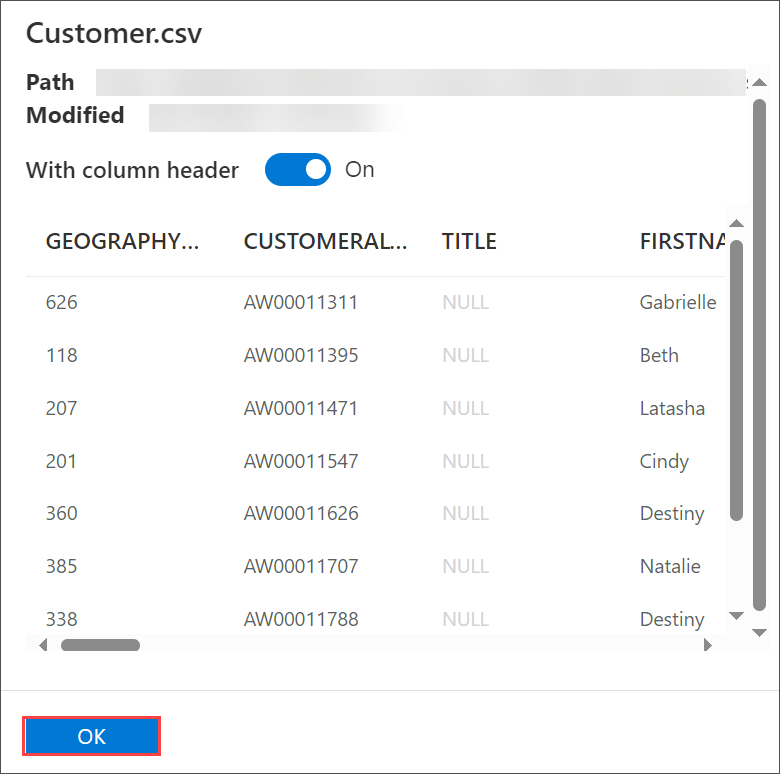 Customer.csv
Path
Modified
With column header On
GEOGRAPHY... CUSTOMERAL... TITLE FIRSTNA
626 AW00011311 NULL Gabrielle
118 AW00011395 NULL Beth
207 AW00011471 NULL Latasha
201 AW00011547 NULL Cindy
360 AW00011626 NULL Destiny
385 AW00011707 NULL Natalie
338 AW00011788 NULL Destiny
OK